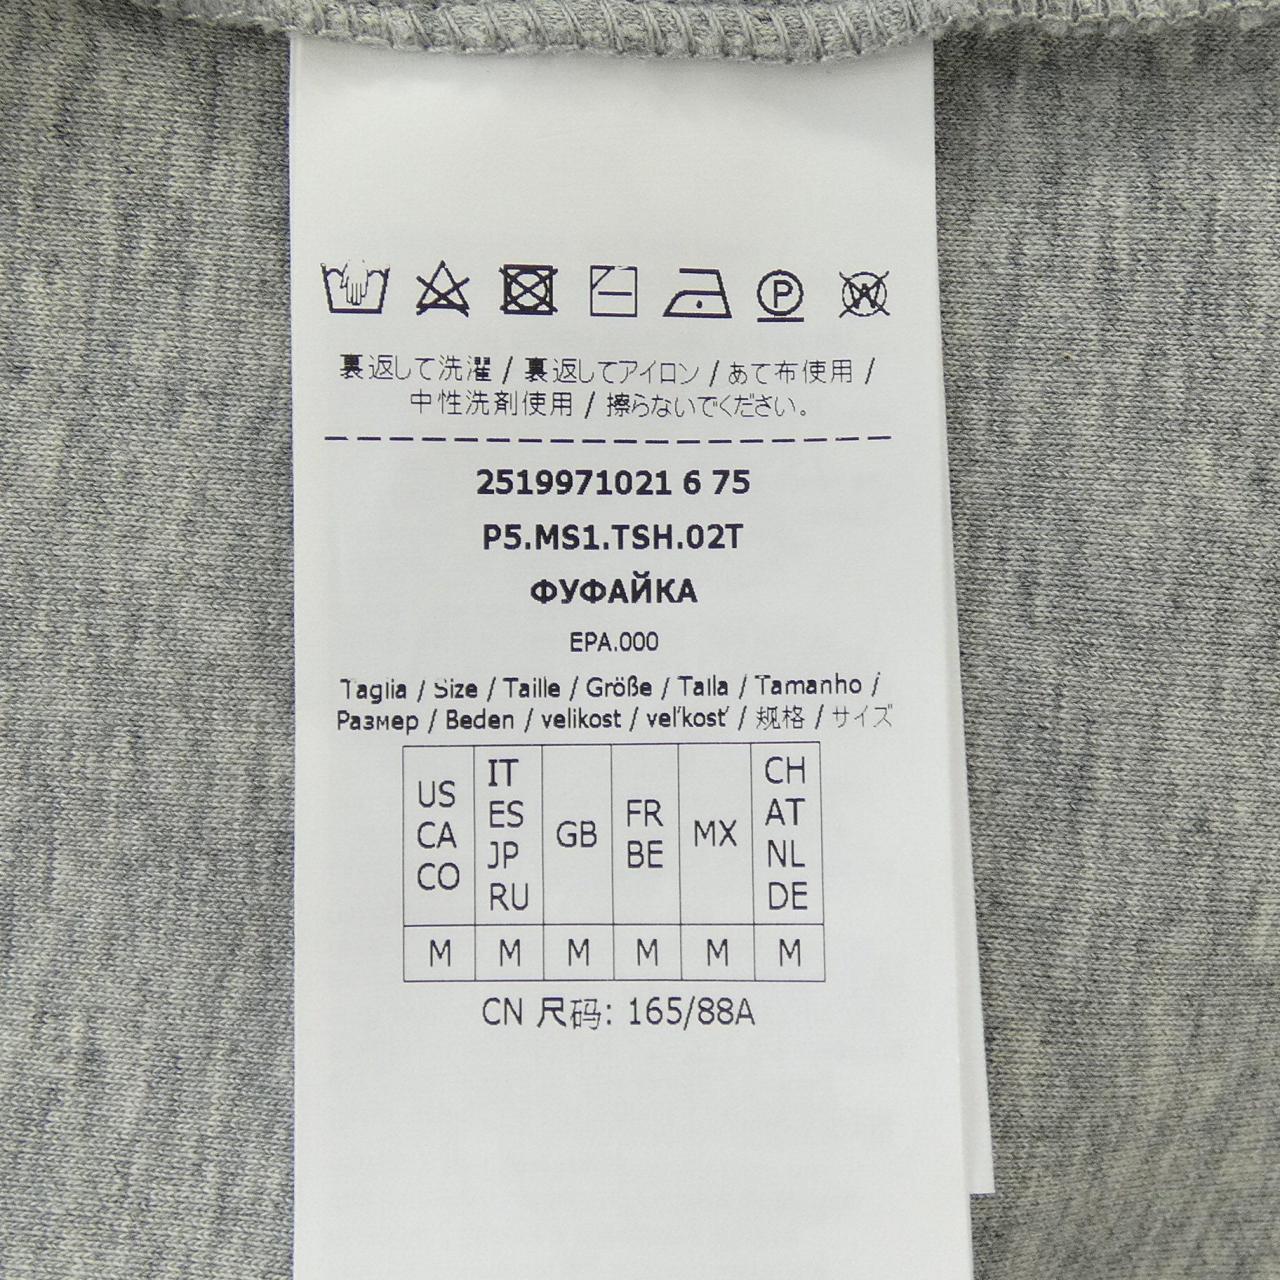 裏返して洗濯 / 裏返してアイロン / あて布使用 /
中性洗剤使用 / 擦らないでください。
2519971021 6 75
P5.MS1.TSH.02T
ФУФАЙКА
EPA.000
Taglia / Size / Taille / Größe / Talla / Tamanho /
Размер / Beden / velikost / veľkosť / 规格 / サイズ
US CA CO
IT ES JP RU
GB
FR BE
MX
CH AT NL DE
M M M M M M
CN 尺码: 165/88A